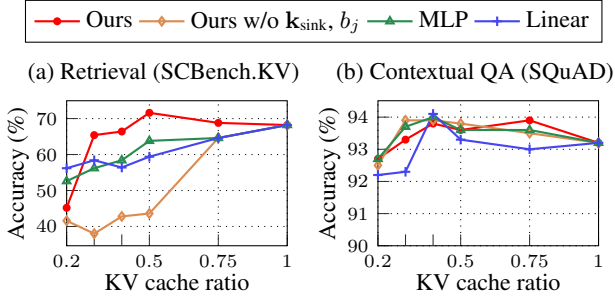 Ours Ours w/o k_sink, b_j MLP Linear
(a) Retrieval (SCBench.KV)
70
60
50
40
Accuracy (%)
0.2 0.5 0.75 1
KV cache ratio
(b) Contextual QA (SQuAD)
94
93
92
91
90
Accuracy (%)
0.2 0.5 0.75 1
KV cache ratio